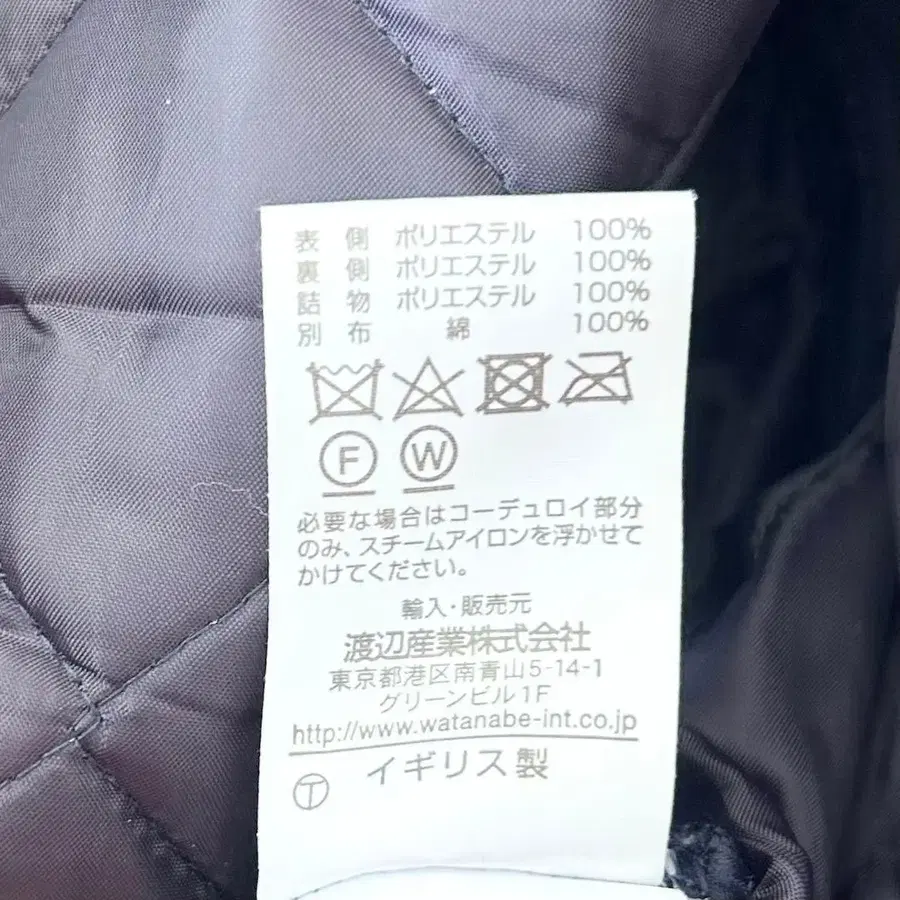 表側 ポリエステル 100%
裏側 ポリエステル 100%
詰物 ポリエステル 100%
別布 綿 100%
F W
必要な場合はコーデュロイ部分
のみ、スチームアイロンを浮かせて
かけてください。
輸入・販売元
渡辺産業株式会社
東京都港区南青山5-14-1
グリーンビル1F
http://www.watanabe-int.co.jp
T イギリス製